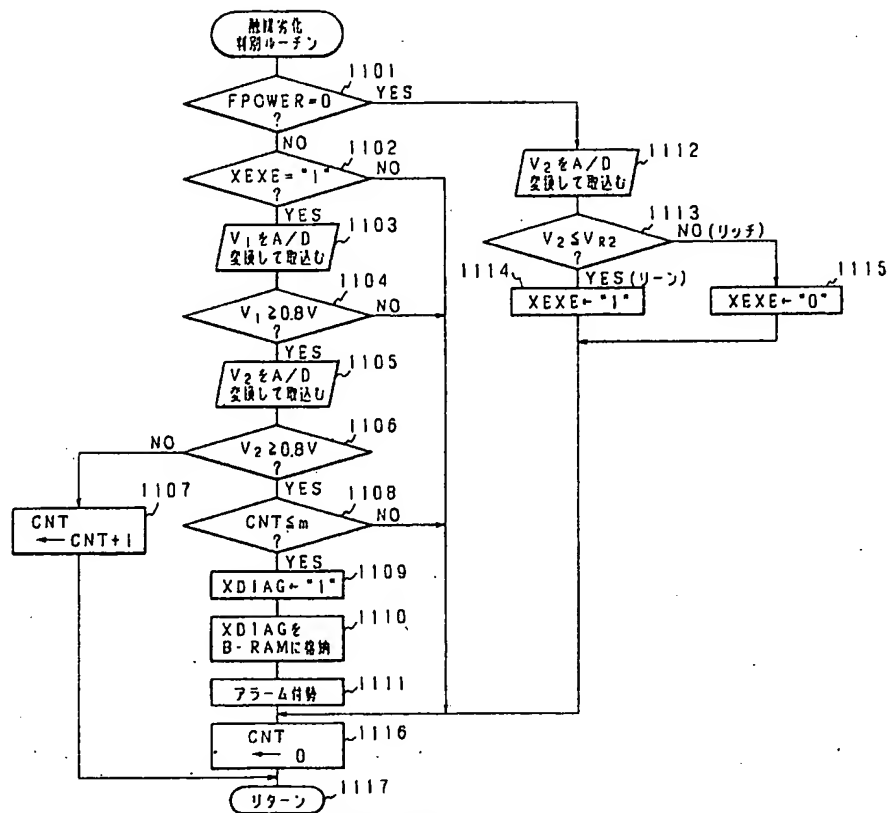 触媒劣化
判別ルーチン
1101
FPOWER=0
?
YES
NO
1102
XEXE="1"
?
NO
YES
1103
V₁をA/D
変換して取込む
1104
V₁≧0.8V
?
NO
YES
1105
V₂をA/D
変換して取込む
1106
V₂≧0.8V
?
NO
YES
1107
CNT
←CNT+1
1108
CNT≦m
?
NO
YES
1109
XDIAG←"1"
1110
XDIAGを
B-RAMに格納
1111
アラーム付勢
1112
V₂をA/D
変換して取込む
1113
V₂≦VR2
?
NO(リッチ)
YES(リーン)
1114
XEXE←"1"
1115
XEXE←"0"
1116
CNT
←0
1117
リターン